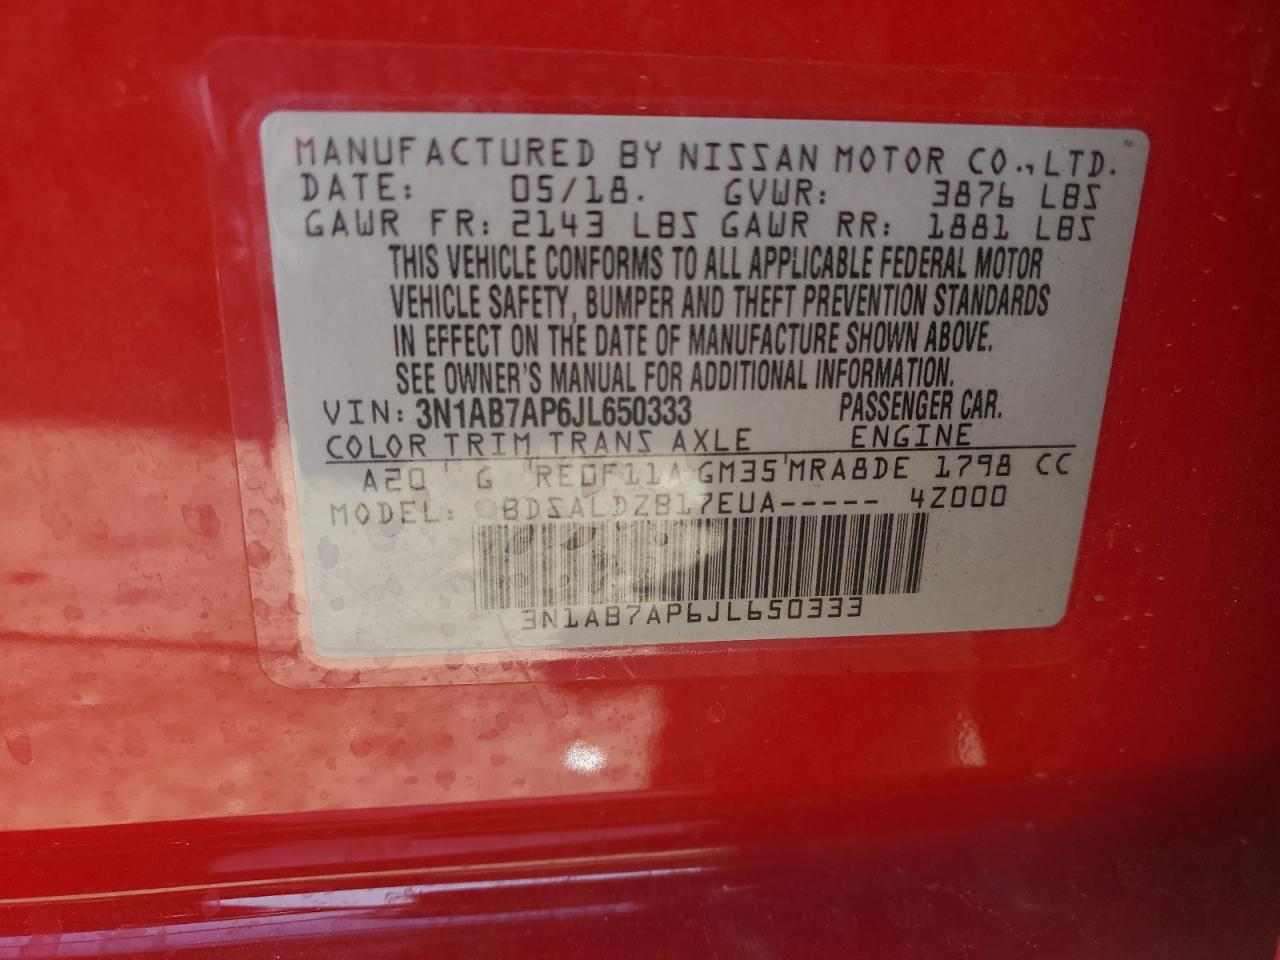 MANUFACTURED BY NISSAN MOTOR CO., LTD.
DATE: 05/18. GVWR: 3876 LBS
GAWR FR: 2143 LBS GAWR RR: 1881 LBS
THIS VEHICLE CONFORMS TO ALL APPLICABLE FEDERAL MOTOR
VEHICLE SAFETY, BUMPER AND THEFT PREVENTION STANDARDS
IN EFFECT ON THE DATE OF MANUFACTURE SHOWN ABOVE.
SEE OWNER'S MANUAL FOR ADDITIONAL INFORMATION.
VIN: 3N1AB7AP6JL650333 PASSENGER CAR.
COLOR TRIM TRANS AXLE ENGINE
A20 G RE0F11A GM35 MRA8DE 1798 CC
MODEL: BDSALDZB17EUA----- 4Z000
3N1AB7AP6JL650333